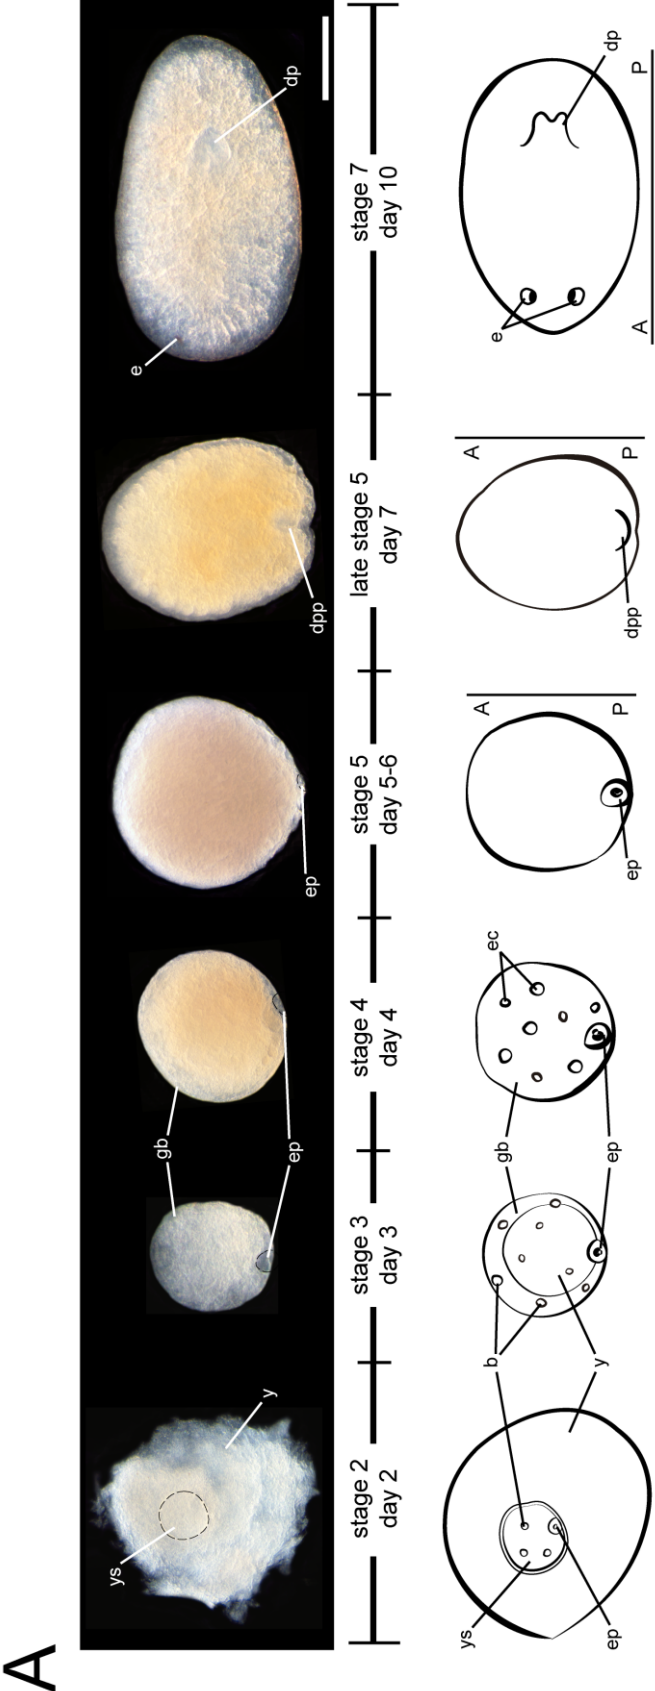 A
ys
y
gb
ep
ep
dpp
e
dp
stage 2
day 2
stage 3
day 3
stage 4
day 4
stage 5
day 5-6
late stage 5
day 7
stage 7
day 10
ys
ep
b
y
gb
ep
ec
ep
A
P
dpp
A
P
e
dp
A
P